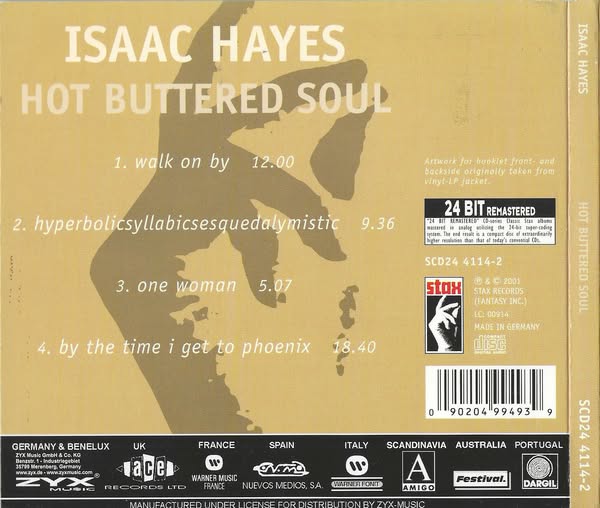 ISAAC HAYES
HOT BUTTERED SOUL
1. walk on by 12.00
2. hyperbolicsyllabicsesquedalymistic 9.36
3. one woman 5.07
4. by the time i get to phoenix 18.40
Artwork for booklet front- and
backside originally taken from
vinyl-LP jacket.
24 BIT REMASTERED
"24 BIT REMASTERED" CD-series Classic Stax albums
mastered in analog utilizing the 24-bit super-coding
system. The end result is a compact disc of extraordinarily
higher resolution than that of today's convential CDs.
SCD24 4114-2
stax
℗ & © 2001
STAX RECORDS
(FANTASY INC.)
LC: 00914
MADE IN GERMANY
COMPACT
disc
DIGITAL AUDIO
0 90204 99493 9
GERMANY & BENELUX
ZYX Music GmbH & Co. KG
Benzstr. 1 - Industriegebiet
35799 Merenberg, Germany
www.zyx.de - www.zyxmusic.com
ZYX
MUSIC
UK
ace
RECORDS LTD
FRANCE
WARNER MUSIC
FRANCE
SPAIN
NUEVOS MEDIOS, S.A.
ITALY
WARNER FONIT
SCANDINAVIA
A
AMIGO
AUSTRALIA
Festival.
PORTUGAL
DARGIL
MANUFACTURED UNDER LICENSE FOR DISTRIBUTION BY ZYX-MUSIC
ISAAC HAYES
HOT BUTTERED SOUL
SCD24 4114-2